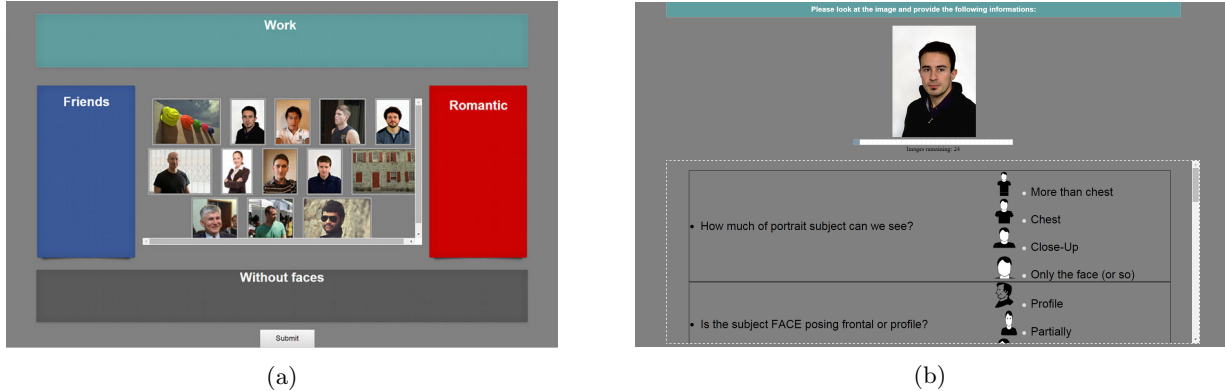 Work
Friends
Romantic
Without faces
Submit
(a)
Please look at the image and provide the following informations:
Images remaining: 24
• How much of portrait subject can we see?
More than chest
Chest
Close-Up
Only the face (or so)
• Is the subject FACE posing frontal or profile?
Profile
Partially
(b)